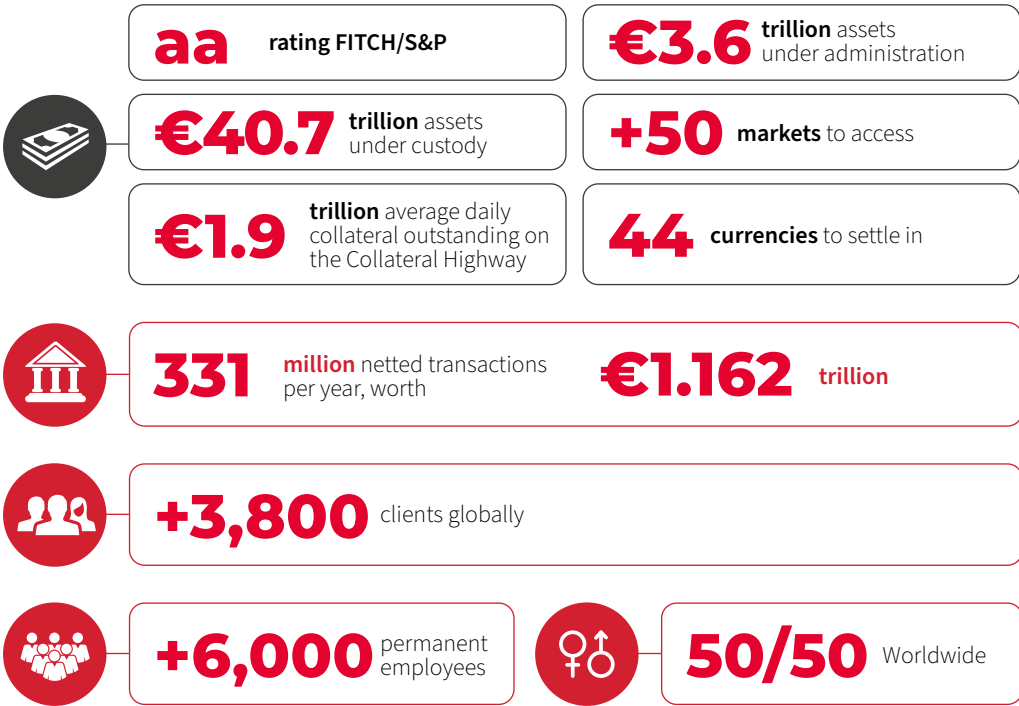 aa rating FITCH/S&P
€3.6 trillion assets
under administration
€40.7 trillion assets
under custody
+50 markets to access
€1.9 trillion average daily
collateral outstanding on
the Collateral Highway
44 currencies to settle in
331 million netted transactions
per year, worth
€1.162 trillion
+3,800 clients globally
+6,000 permanent
employees
50/50 Worldwide